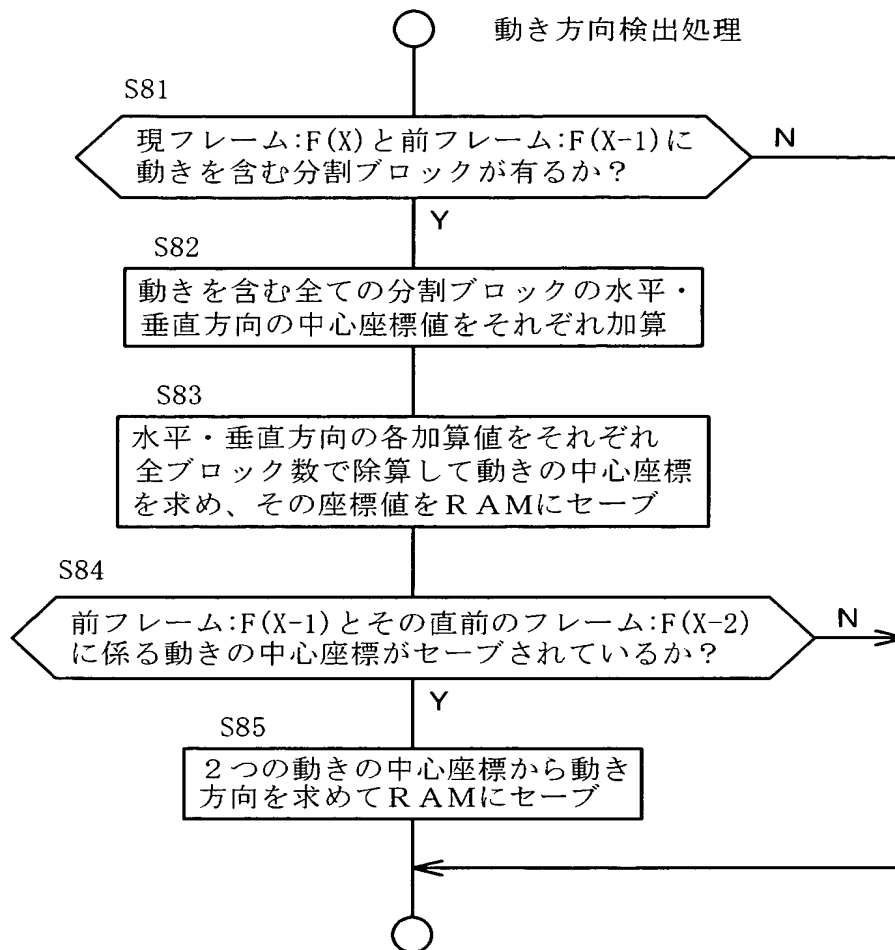 動き方向検出処理
S81
現フレーム:F(X)と前フレーム:F(X-1)に
動きを含む分割ブロックが有るか？
N
Y
S82
動きを含む全ての分割ブロックの水平・
垂直方向の中心座標値をそれぞれ加算
S83
水平・垂直方向の各加算値をそれぞれ
全ブロック数で除算して動きの中心座標
を求め、その座標値をＲＡＭにセーブ
S84
前フレーム:F(X-1)とその直前のフレーム:F(X-2)
に係る動きの中心座標がセーブされているか？
N
Y
S85
２つの動きの中心座標から動き
方向を求めてＲＡＭにセーブ